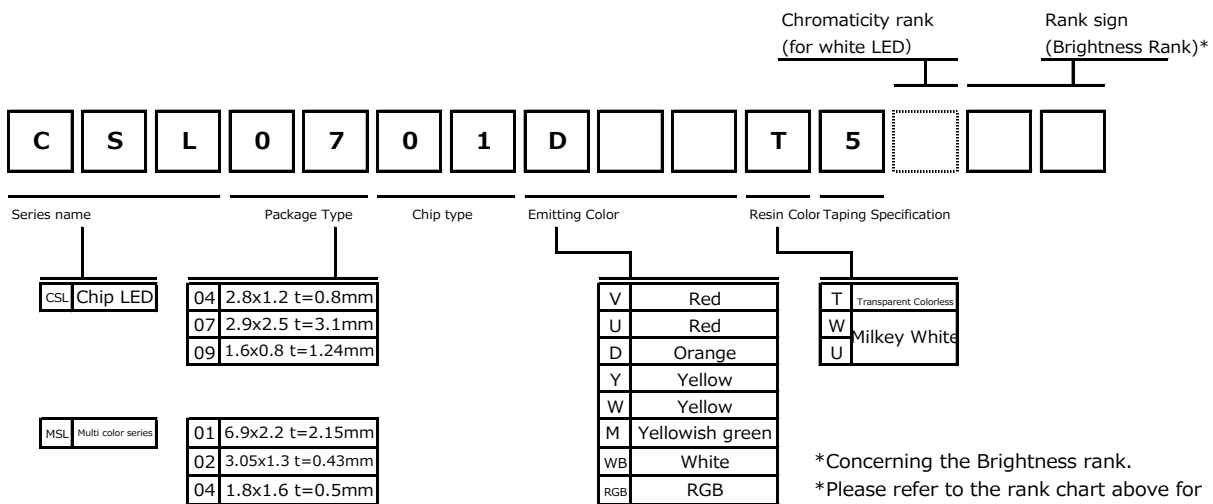 Chromaticity rank
(for white LED)
Rank sign
(Brightness Rank)*
C S L 0 7 0 1 D T 5
Series name
Package Type
Chip type
Emitting Color
Resin Color
Taping Specification
CSL Chip LED
04 2.8x1.2 t=0.8mm
07 2.9x2.5 t=3.1mm
09 1.6x0.8 t=1.24mm
MSL Multi color series
01 6.9x2.2 t=2.15mm
02 3.05x1.3 t=0.43mm
04 1.8x1.6 t=0.5mm
V Red
U Red
D Orange
Y Yellow
W Yellow
M Yellowish green
WB White
RGB RGB
T Transparent Colorless
W Milkey White
U
*Concerning the Brightness rank.
*Please refer to the rank chart above for